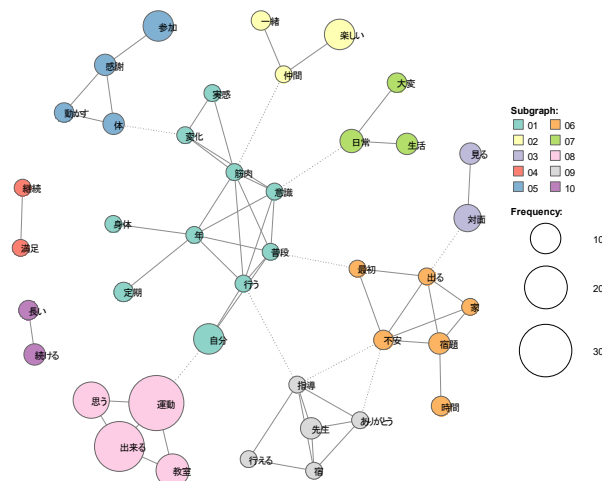 参加
一緒
楽しい
感謝
仲間
大変
実感
動かす
体
変化
日常
生活
見る
筋肉
意識
継続
身体
年
対面
満足
普段
最初
出る
定期
行う
長い
家
自分
不安
宿題
続ける
指導
思う
運動
時間
ありがとう
先生
出来る
行える
教室
宿
Subgraph:
01 06
02 07
03 08
04 09
05 10
Frequency:
10
20
30